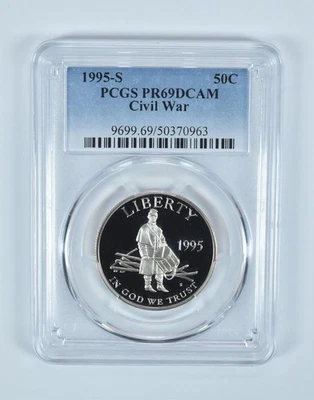 1995-S 50C
PCGS PR69DCAM
Civil War
9699.69/50370963
LIBERTY
1995
IN GOD WE TRUST